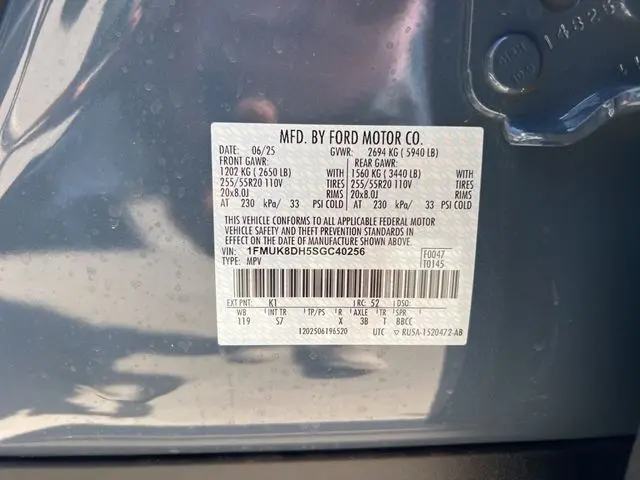 MFD. BY FORD MOTOR CO.
DATE: 06/25 GVWR: 2694 KG ( 5940 LB)
FRONT GAWR: REAR GAWR:
1202 KG ( 2650 LB) WITH 1560 KG ( 3440 LB) WITH
255/55R20 110V TIRES 255/55R20 110V TIRES
20x8.0J RIMS 20x8.0J RIMS
AT 230 kPa/ 33 PSI COLD AT 230 kPa/ 33 PSI COLD
THIS VEHICLE CONFORMS TO ALL APPLICABLE FEDERAL MOTOR
VEHICLE SAFETY AND THEFT PREVENTION STANDARDS IN
EFFECT ON THE DATE OF MANUFACTURE SHOWN ABOVE.
VIN: 1FMUK8DH5SGC40256 F0047
TYPE: MPV T0145
EXT PNT: K1 RC: 52 DSO:
WB INT TR TP/PS R AXLE TR SPR
119 S7 X 3B T BBCC
1202506196520 UTC ▽ RU5A-1520472-AB